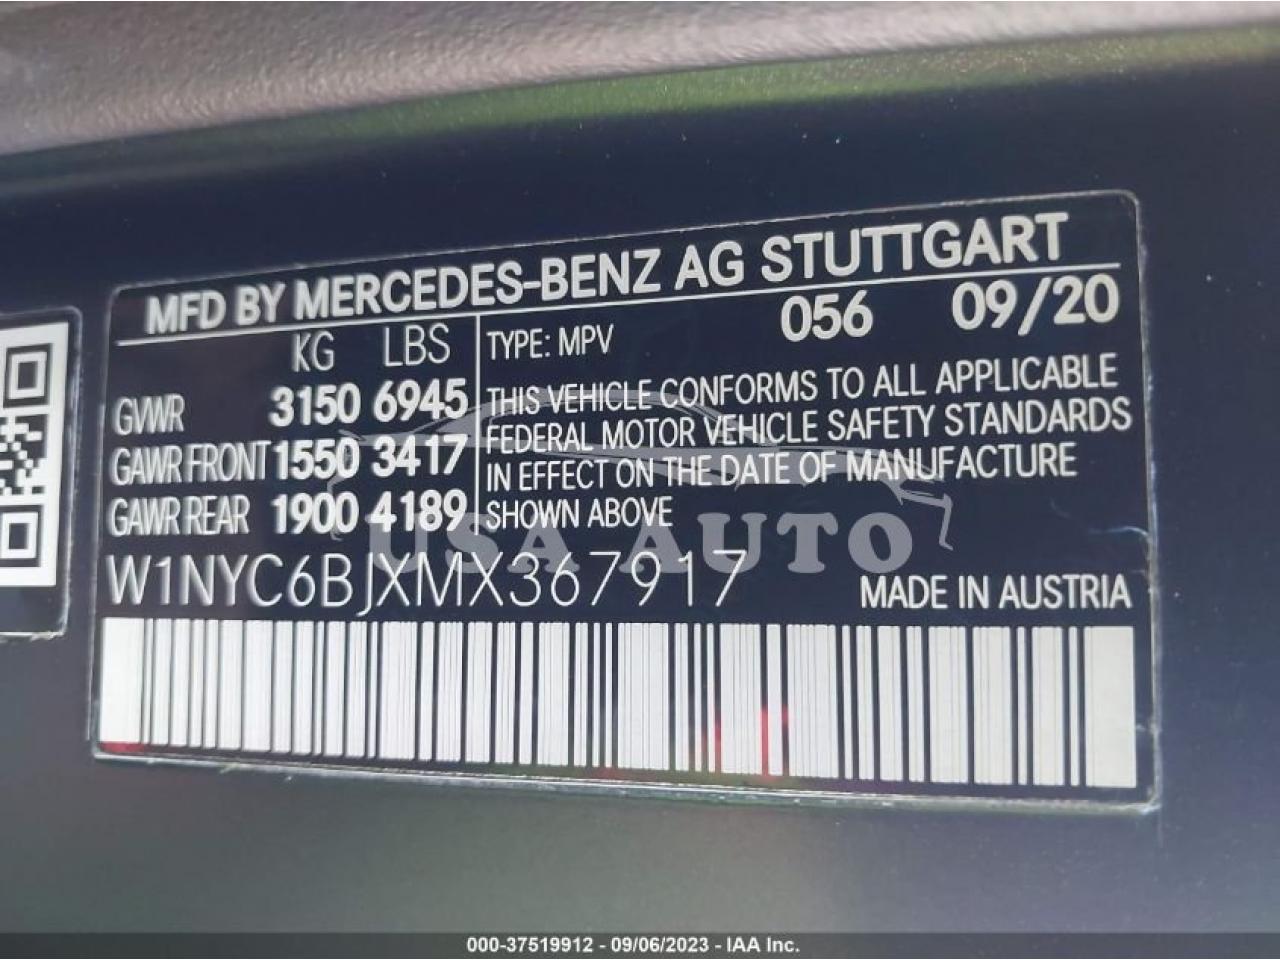 MFD BY MERCEDES-BENZ AG STUTTGART
KG LBS TYPE: MPV 056 09/20
GVWR 3150 6945 THIS VEHICLE CONFORMS TO ALL APPLICABLE
GAWR FRONT 1550 3417 FEDERAL MOTOR VEHICLE SAFETY STANDARDS
GAWR REAR 1900 4189 IN EFFECT ON THE DATE OF MANUFACTURE
SHOWN ABOVE
USA AUTO
W1NYC6BJXMX367917 MADE IN AUSTRIA
000-37519912 - 09/06/2023 - IAA Inc.